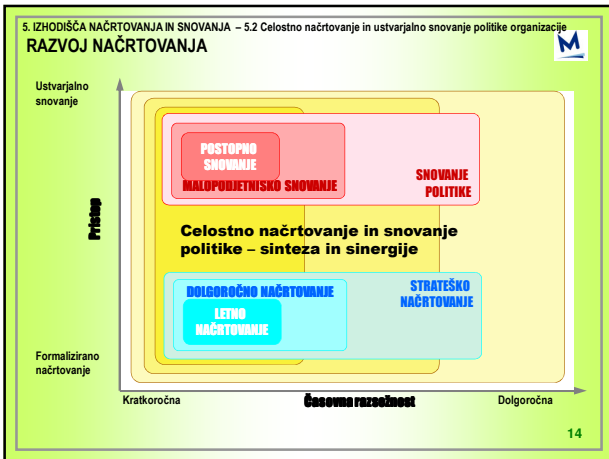 5. IZHODIŠČA NAČRTOVANJA IN SNOVANJA – 5.2 Celostno načrtovanje in ustvarjalno snovanje politike organizacije
RAZVOJ NAČRTOVANJA
M
Ustvarjalno
snovanje
POSTOPNO
SNOVANJE
MALOPODJETNIŠKO SNOVANJE
SNOVANJE
POLITIKE
Pristop
Celostno načrtovanje in snovanje
politike – sinteza in sinergije
DOLGOROČNO NAČRTOVANJE
STRATEŠKO
NAČRTOVANJE
LETNO
NAČRTOVANJE
Formalizirano
načrtovanje
Kratkoročna
Časovna razsežnost
Dolgoročna
14